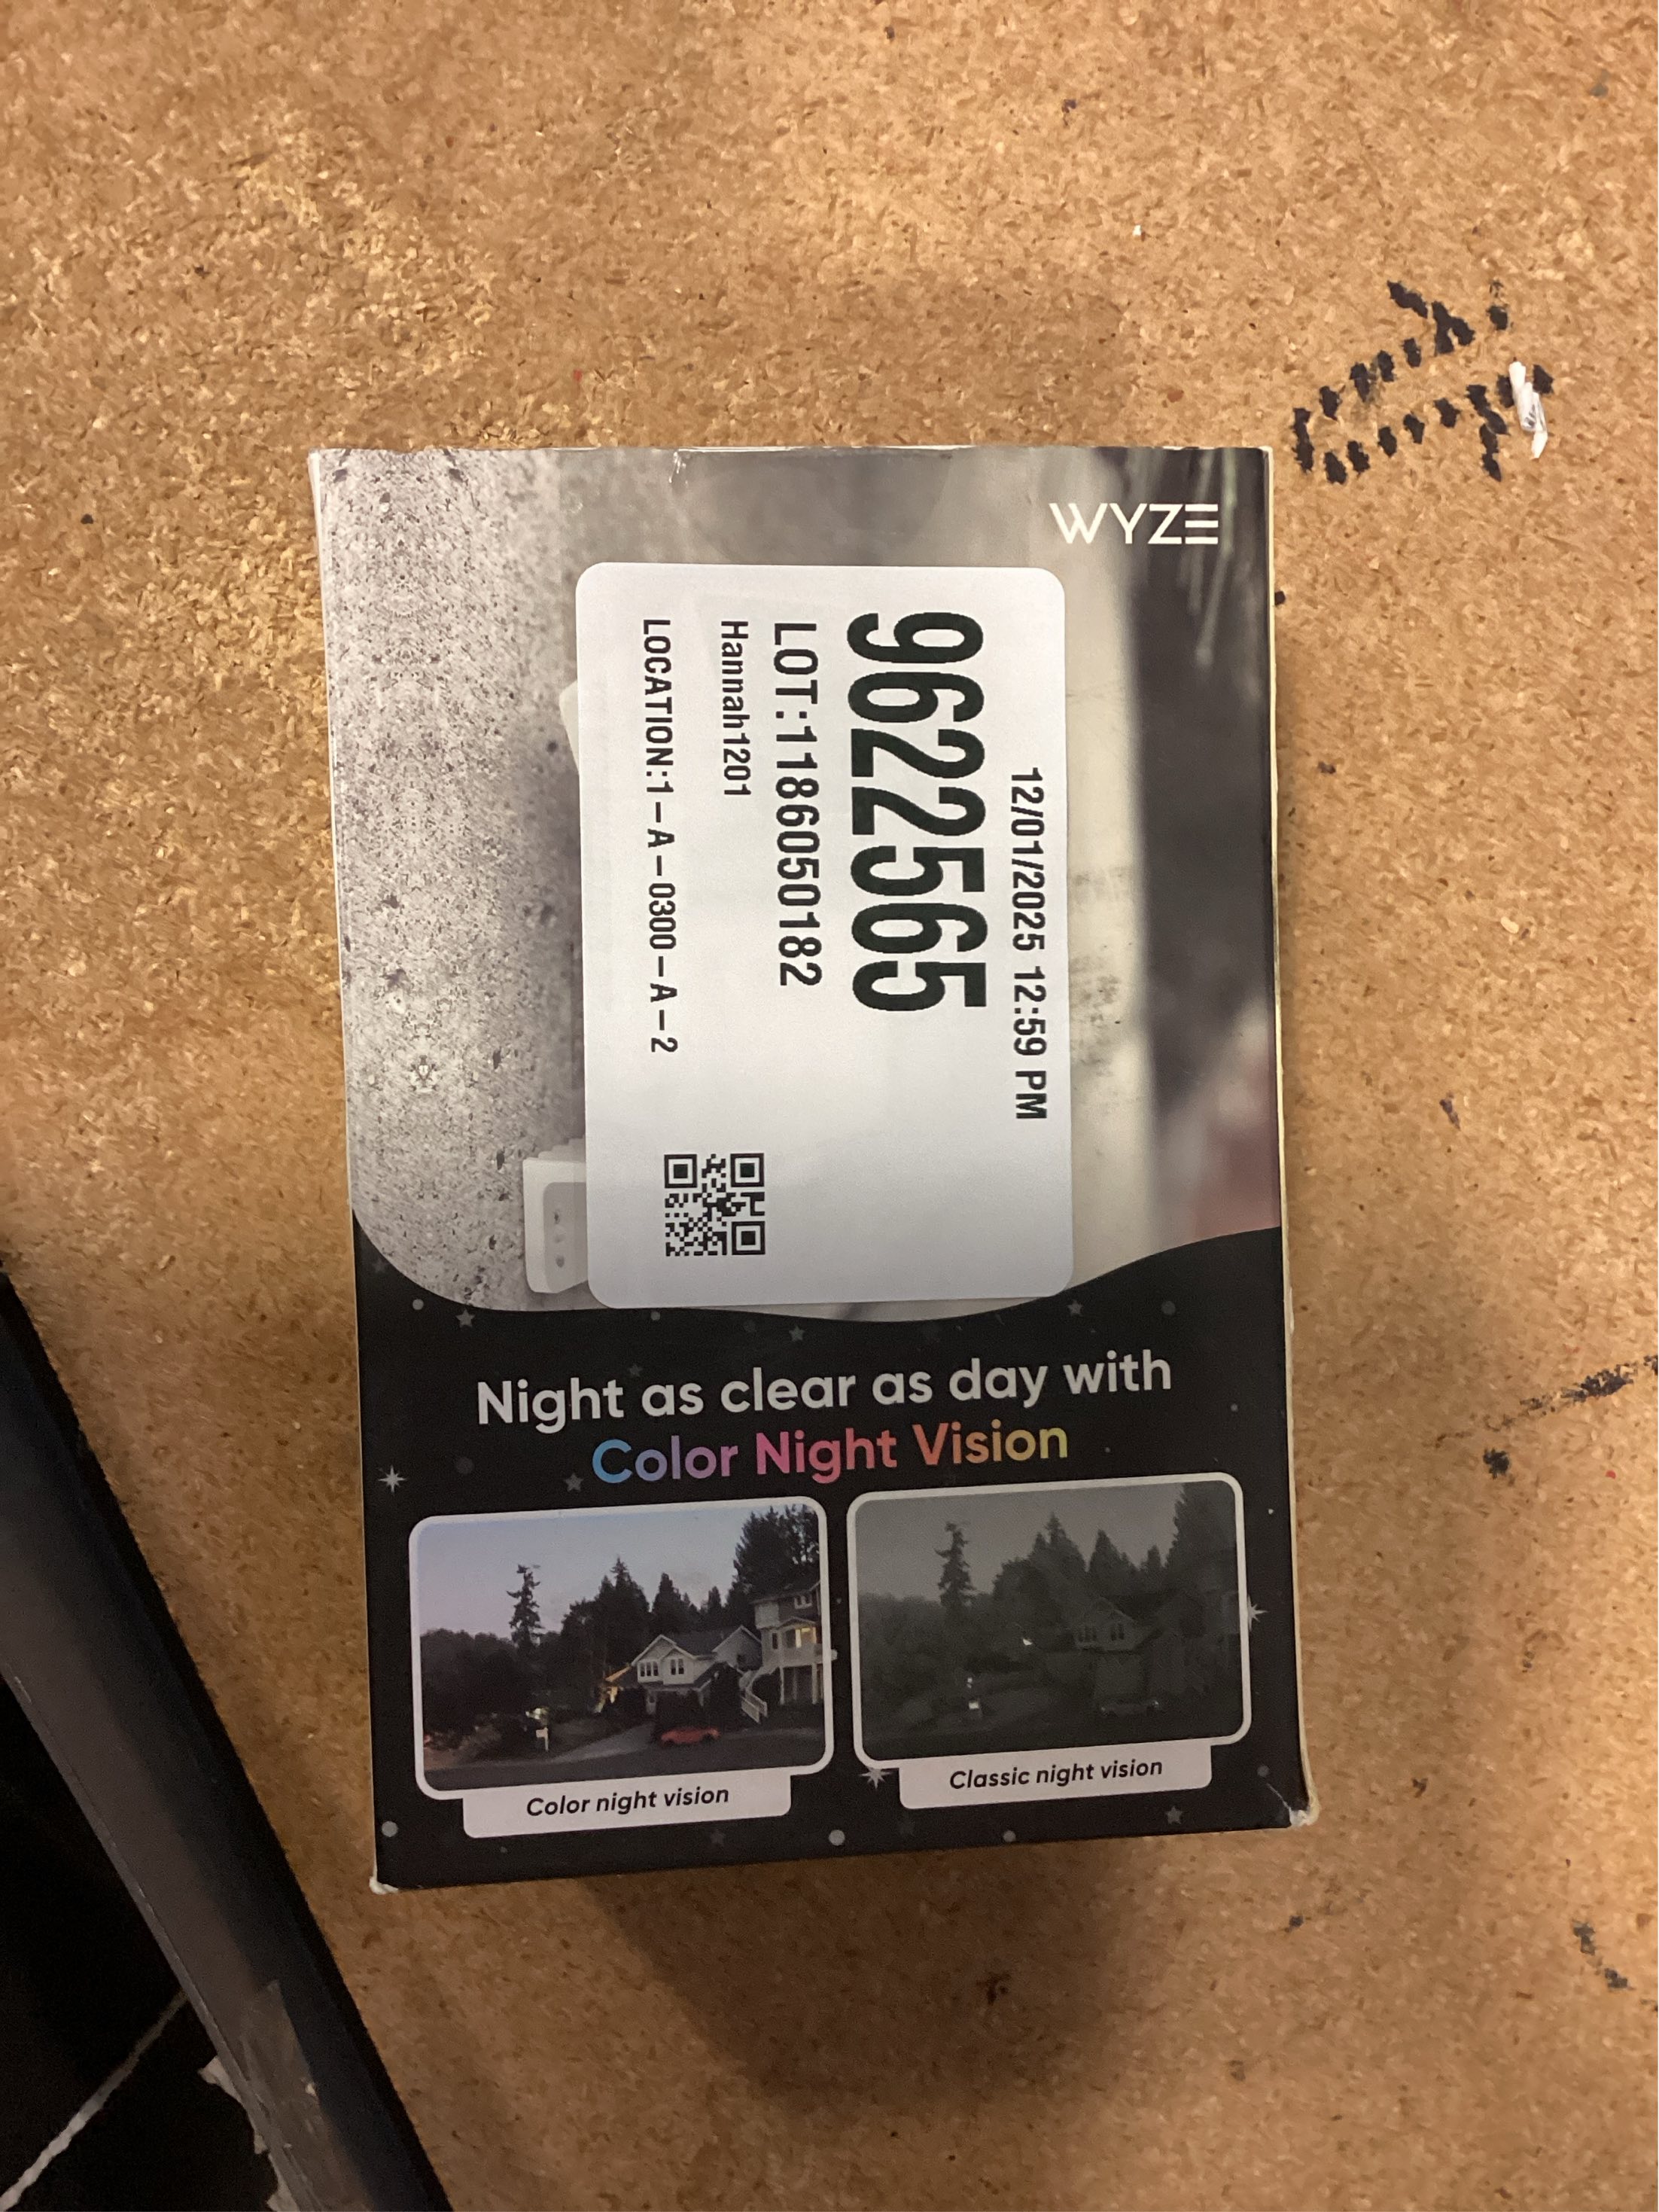 WYZE
12/01/2025 12:59 PM
9622565
LOT:1186050182
Hannah1201
LOCATION:1-A-0300-A-2
Night as clear as day with
Color Night Vision
Color night vision
Classic night vision